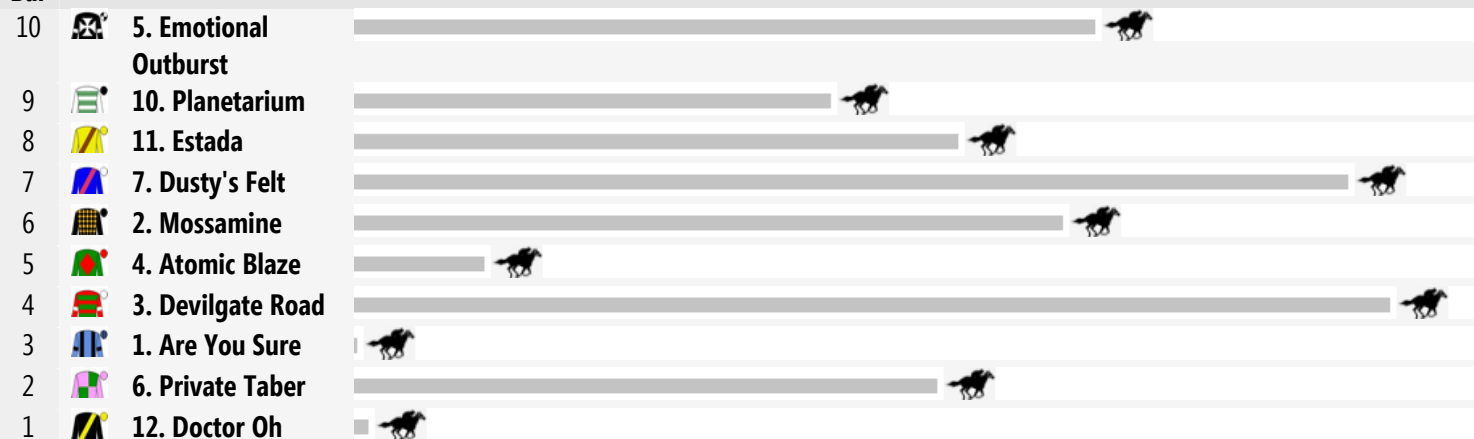 10 5. Emotional
Outburst
9 10. Planetarium
8 11. Estada
7 7. Dusty's Felt
6 2. Mossamine
5 4. Atomic Blaze
4 3. Devilgate Road
3 1. Are You Sure
2 6. Private Taber
1 12. Doctor Oh